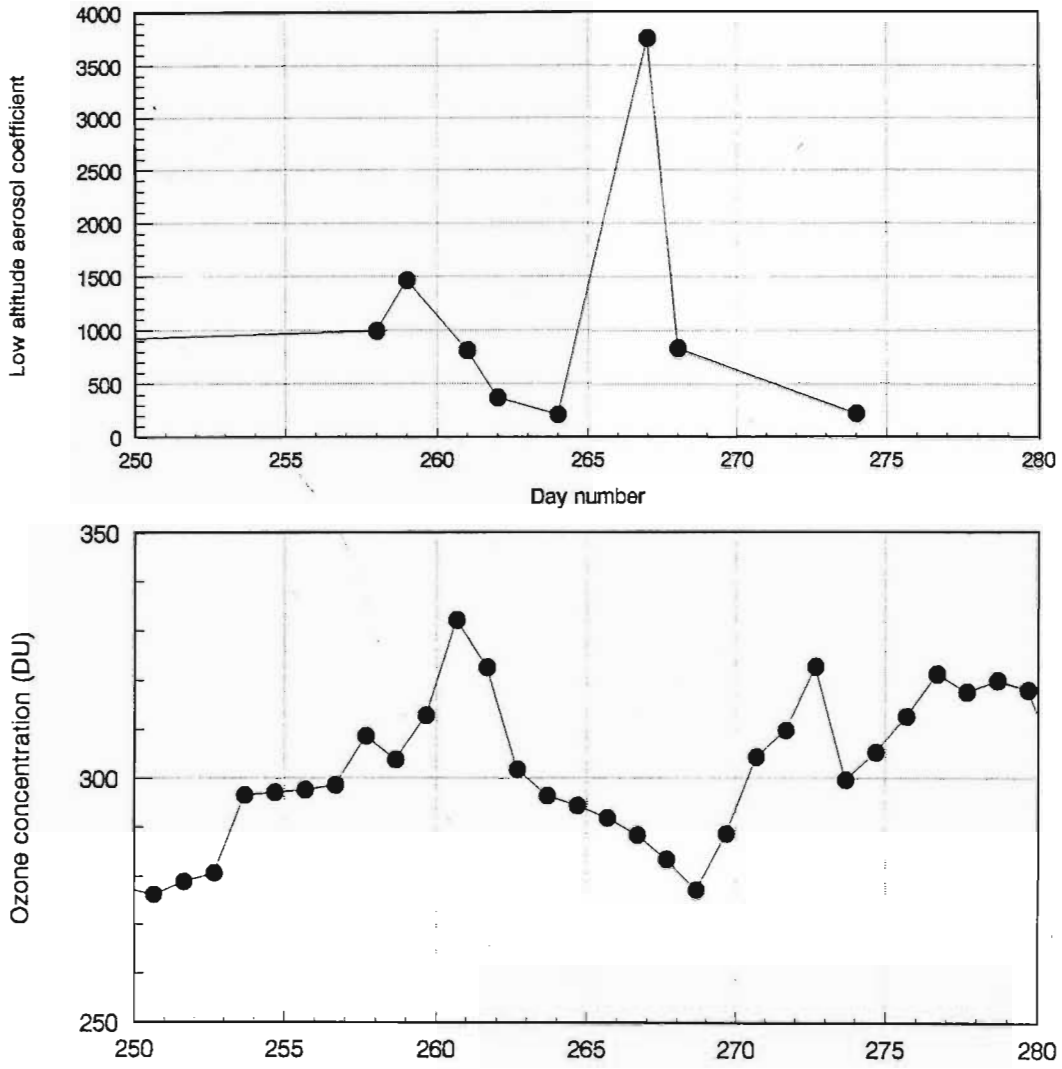 4000
3500
3000
2500
2000
1500
1000
500
0
Low altitude aerosol coefficient
250 255 260 265 270 275 280
Day number
350
300
250
Ozone concentration (DU)
250 255 260 265 270 275 280